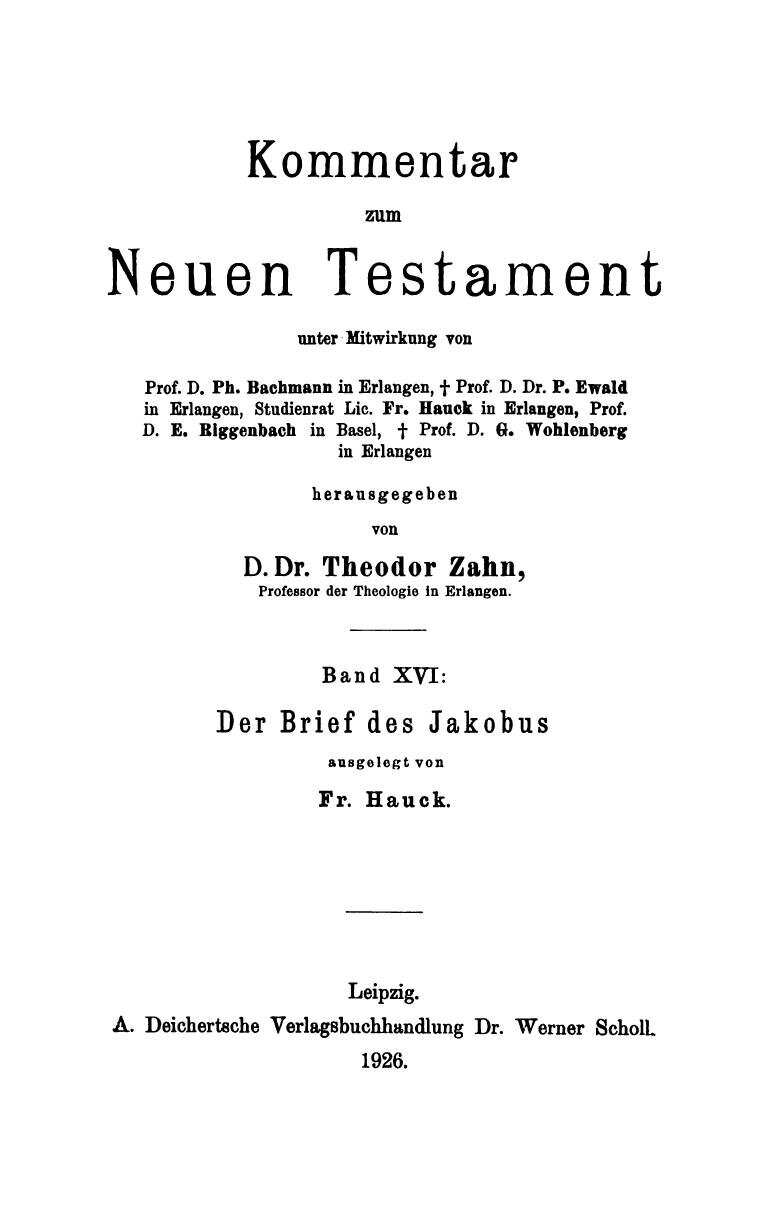 Kommentar
zum
Neuen Testament
unter Mitwirkung von
Prof. D. Ph. Bachmann in Erlangen, † Prof. D. Dr. P. Ewald
in Erlangen, Studienrat Lic. Fr. Hauck in Erlangen, Prof.
D. E. Riggenbach in Basel, † Prof. D. G. Wohlenberg
in Erlangen
herausgegeben
von
D. Dr. Theodor Zahn,
Professor der Theologie in Erlangen.
Band XVI:
Der Brief des Jakobus
ausgelegt von
Fr. Hauck.
Leipzig.
A. Deichertsche Verlagsbuchhandlung Dr. Werner Scholl.
1926.